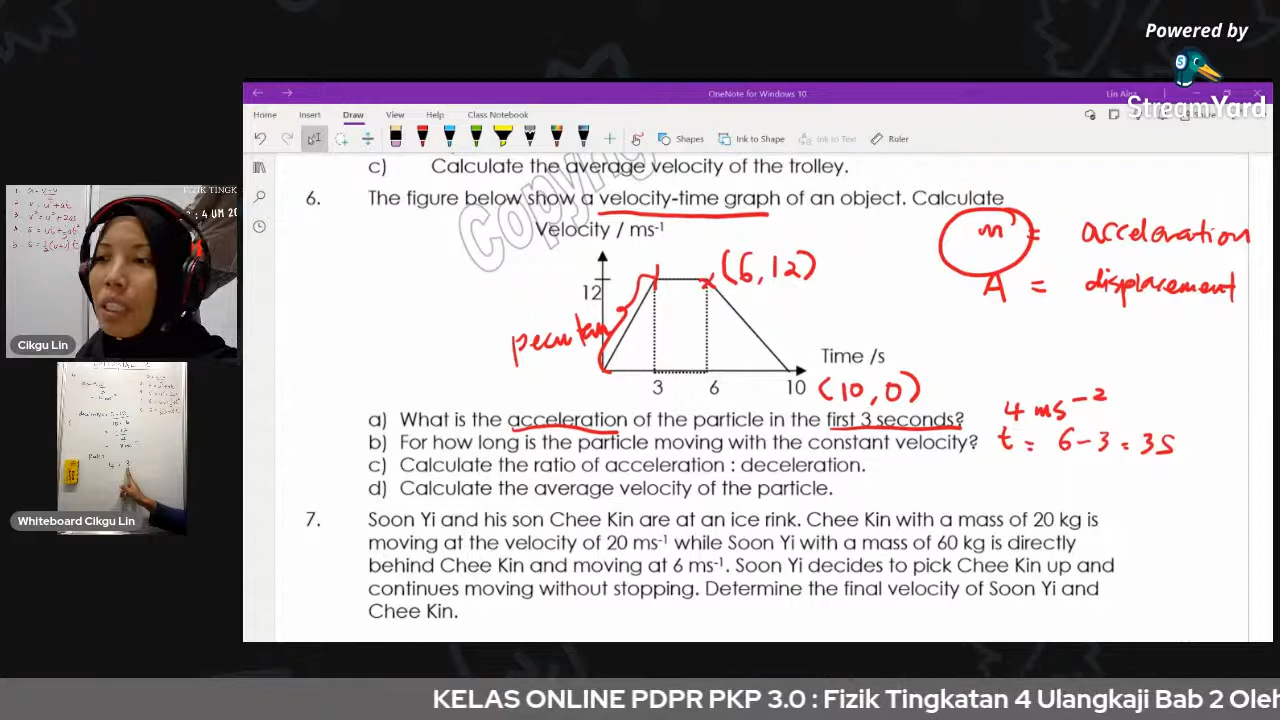 Powered by
StreamYard
OneNote for Windows 10
Home Insert Draw View Help Class Notebook
Shapes Ink to Shape Ink to Text Ruler
c) Calculate the average velocity of the trolley.
6. The figure below show a velocity-time graph of an object. Calculate
Velocity / ms⁻¹
m = acceleration
A = displacement
(6,12)
12
Time /s
3 6 10
(10,0)
a) What is the acceleration of the particle in the first 3 seconds?
4 ms⁻²
b) For how long is the particle moving with the constant velocity?
t = 6 - 3 = 3s
c) Calculate the ratio of acceleration : deceleration.
d) Calculate the average velocity of the particle.
7. Soon Yi and his son Chee Kin are at an ice rink. Chee Kin with a mass of 20 kg is
moving at the velocity of 20 ms⁻¹ while Soon Yi with a mass of 60 kg is directly
behind Chee Kin and moving at 6 ms⁻¹. Soon Yi decides to pick Chee Kin up and
continues moving without stopping. Determine the final velocity of Soon Yi and
Chee Kin.
FIZIK TINGK
Cikgu Lin
Whiteboard Cikgu Lin
KELAS ONLINE PDPR PKP 3.0 : Fizik Tingkatan 4 Ulangkaji Bab 2 Oleh